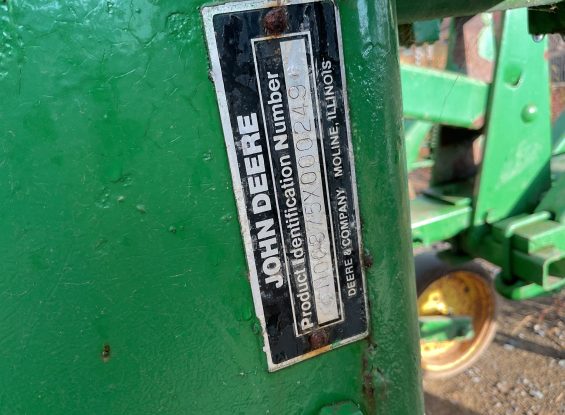 JOHN DEERE
Product Identification Number
DEERE & COMPANY MOLINE, ILLINOIS